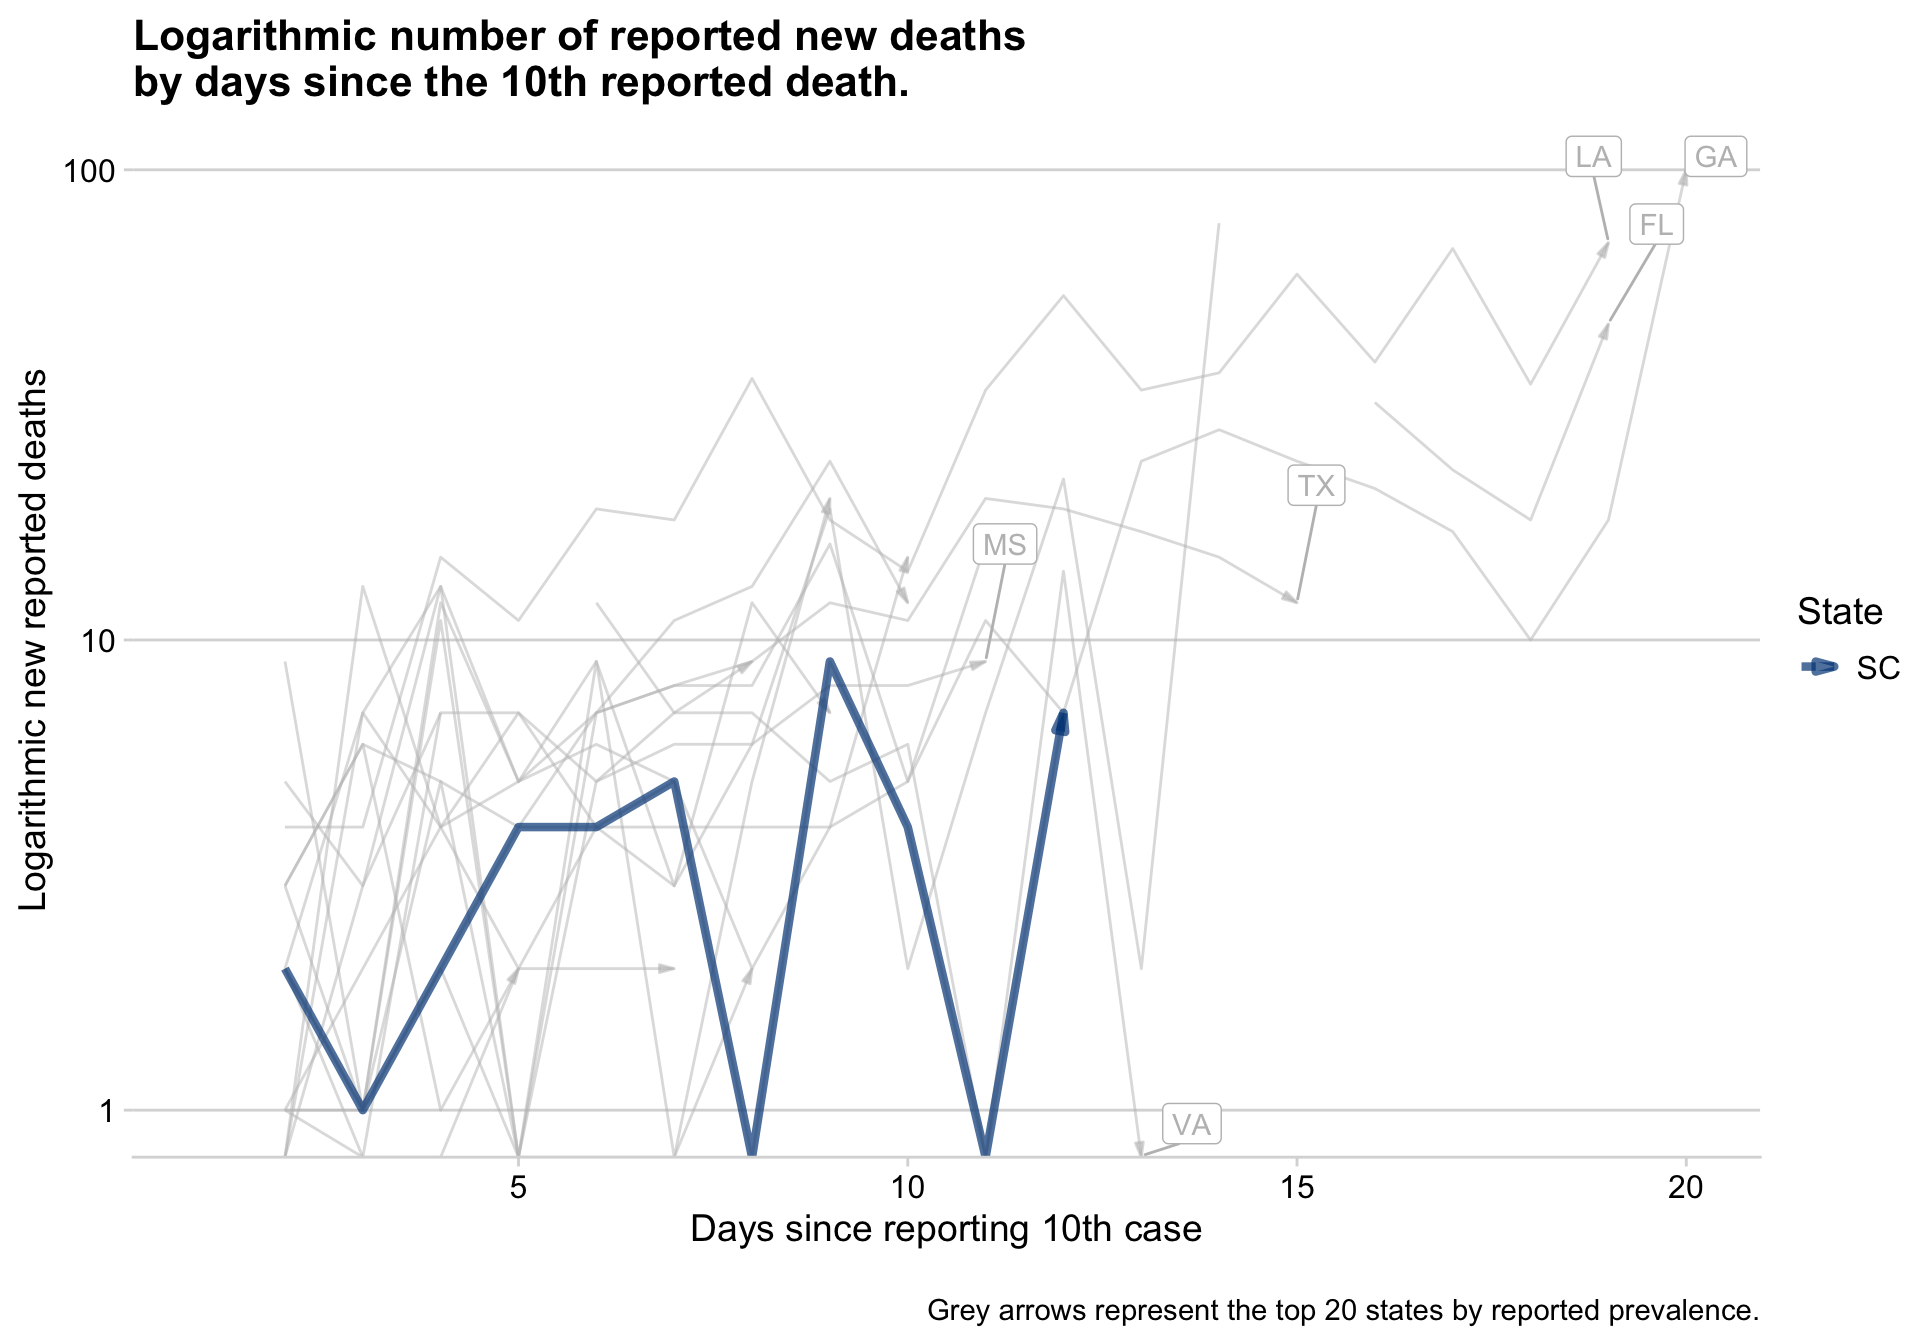 Logarithmic number of reported new deaths
by days since the 10th reported death.
100
10
1
Logarithmic new reported deaths
LA
GA
FL
TX
MS
VA
State
SC
5
10
15
20
Days since reporting 10th case
Grey arrows represent the top 20 states by reported prevalence.